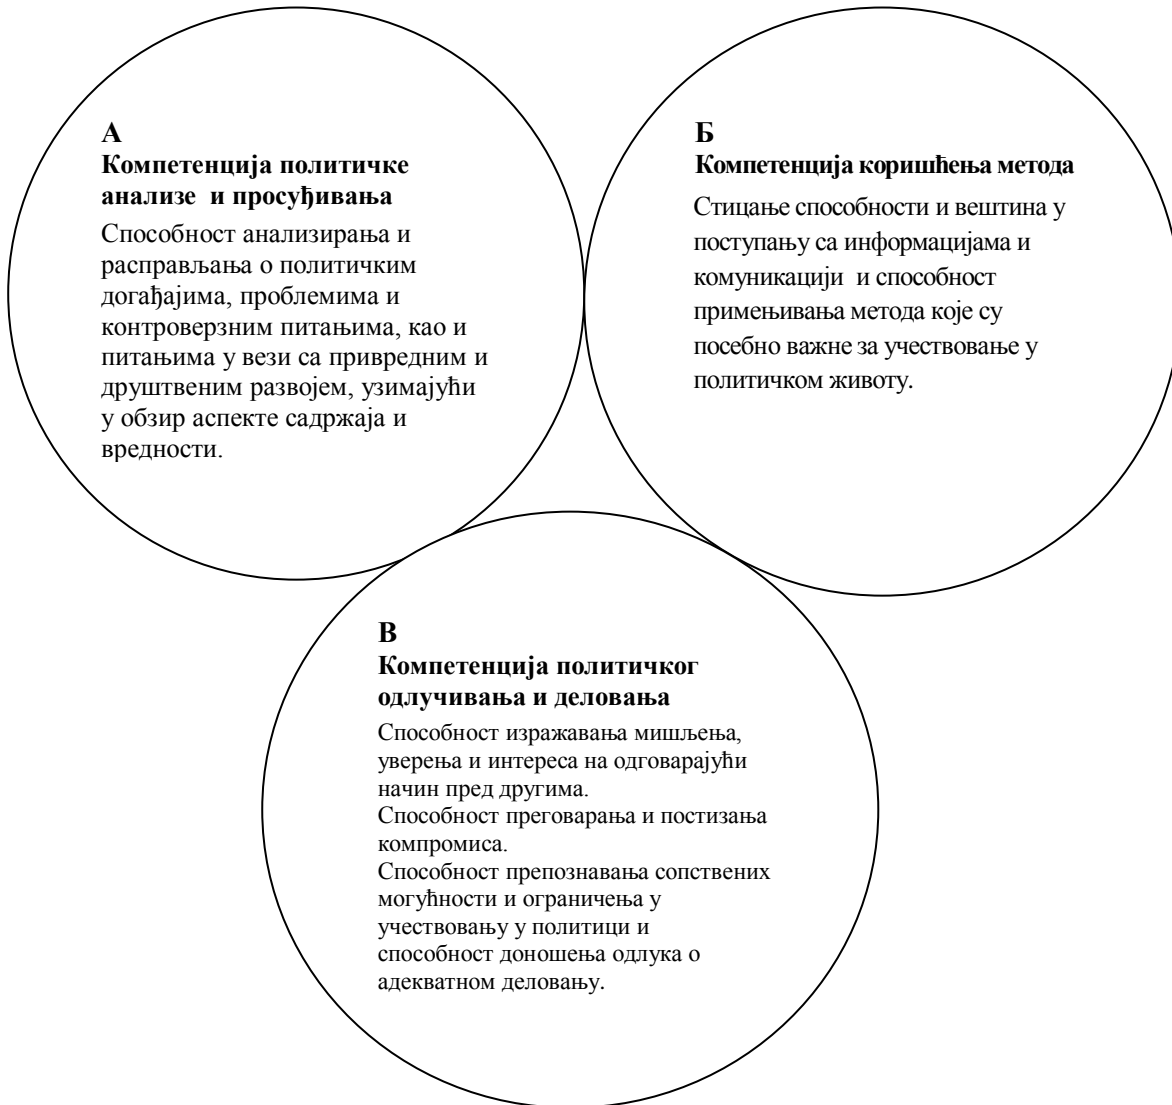 А
Компетенција политичке
анализе и просуђивања
Способност анализирања и
расправљања о политичким
догађајима, проблемима и
контроверзним питањима, као и
питањима у вези са привредним и
друштвеним развојем, узимајући
у обзир аспекте садржаја и
вредности.
Б
Компетенција коришћења метода
Стицање способности и вештина у
поступању са информацијама и
комуникацији и способност
примењивања метода које су
посебно важне за учествовање у
политичком животу.
В
Компетенција политичког
одлучивања и деловања
Способност изражавања мишљења,
уверења и интереса на одговарајући
начин пред другима.
Способност преговарања и постизања
компромиса.
Способност препознавања сопствених
могућности и ограничења у
учествовању у политици и
способност доношења одлука о
адекватном деловању.